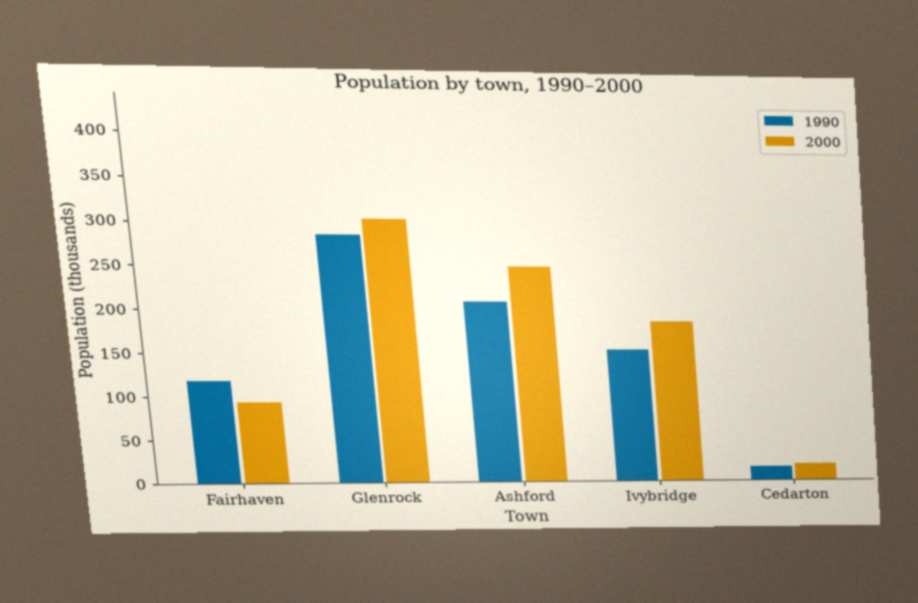 Population by town, 1990–2000
1990
2000
Population (thousands)
400
350
300
250
200
150
100
50
0
Fairhaven
Glenrock
Ashford
Ivybridge
Cedarton
Town